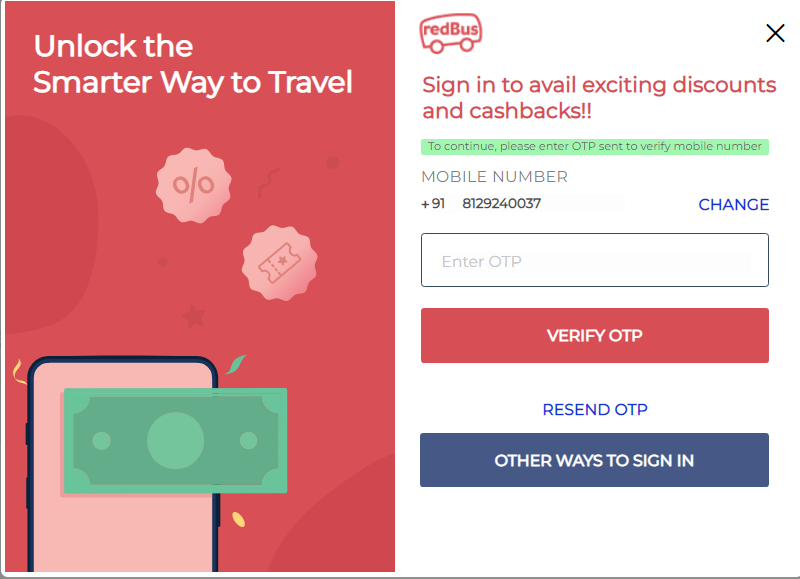 Unlock the
Smarter Way to Travel
%
redBus
Sign in to avail exciting discounts
and cashbacks!!
To continue, please enter OTP sent to verify mobile number
MOBILE NUMBER
+91 8129240037 CHANGE
Enter OTP
VERIFY OTP
RESEND OTP
OTHER WAYS TO SIGN IN